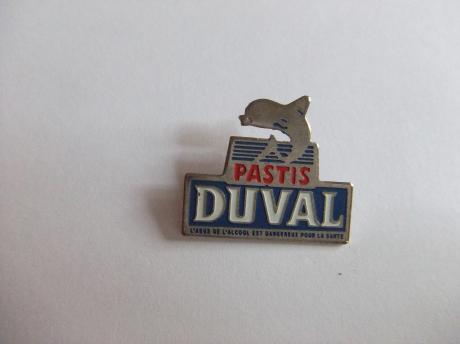 PASTIS
DUVAL
L'ABUS DE L'ALCOOL EST DANGEREUX POUR LA SANTE